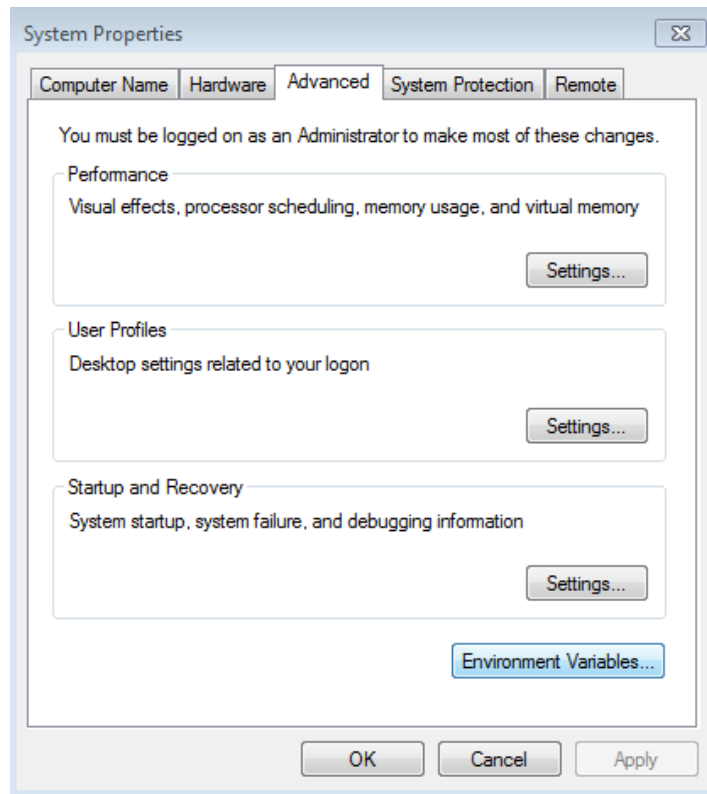 System Properties
Computer Name Hardware Advanced System Protection Remote
You must be logged on as an Administrator to make most of these changes.
Performance
Visual effects, processor scheduling, memory usage, and virtual memory
Settings...
User Profiles
Desktop settings related to your logon
Settings...
Startup and Recovery
System startup, system failure, and debugging information
Settings...
Environment Variables...
OK Cancel Apply